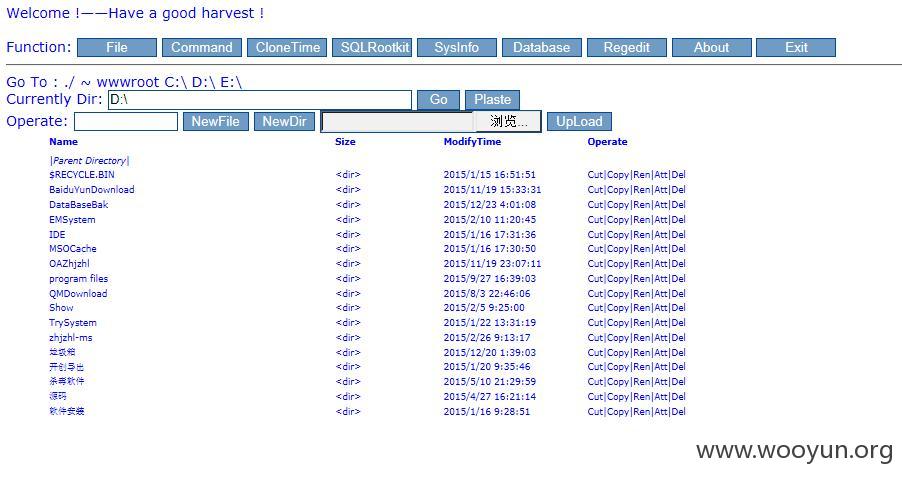 Welcome !——Have a good harvest !
Function: File Command CloneTime SQLRootkit SysInfo Database Regedit About Exit
Go To : ./ ~ wwwroot C:\ D:\ E:\
Currently Dir: D:\ Go Plaste
Operate: NewFile NewDir 浏览... UpLoad
Name Size ModifyTime Operate
|Parent Directory|
$RECYCLE.BIN <dir> 2015/1/15 16:51:51 Cut|Copy|Ren|Att|Del
BaiduYunDownload <dir> 2015/11/19 15:33:31 Cut|Copy|Ren|Att|Del
DataBaseBak <dir> 2015/12/23 4:01:08 Cut|Copy|Ren|Att|Del
EMSystem <dir> 2015/2/10 11:20:45 Cut|Copy|Ren|Att|Del
IDE <dir> 2015/1/16 17:31:36 Cut|Copy|Ren|Att|Del
MSOCache <dir> 2015/1/16 17:30:50 Cut|Copy|Ren|Att|Del
OAZhjzhl <dir> 2015/11/19 23:07:11 Cut|Copy|Ren|Att|Del
program files <dir> 2015/9/27 16:39:03 Cut|Copy|Ren|Att|Del
QMDownload <dir> 2015/8/3 22:46:06 Cut|Copy|Ren|Att|Del
Show <dir> 2015/2/5 9:25:00 Cut|Copy|Ren|Att|Del
TrySystem <dir> 2015/1/22 13:31:19 Cut|Copy|Ren|Att|Del
zhjzhl-ms <dir> 2015/2/26 9:13:17 Cut|Copy|Ren|Att|Del
垃圾箱 <dir> 2015/12/20 1:39:03 Cut|Copy|Ren|Att|Del
开创导出 <dir> 2015/1/20 9:35:46 Cut|Copy|Ren|Att|Del
杀毒软件 <dir> 2015/5/10 21:29:59 Cut|Copy|Ren|Att|Del
源码 <dir> 2015/4/27 16:21:14 Cut|Copy|Ren|Att|Del
软件安装 <dir> 2015/1/16 9:28:51 Cut|Copy|Ren|Att|Del
www.wooyun.org